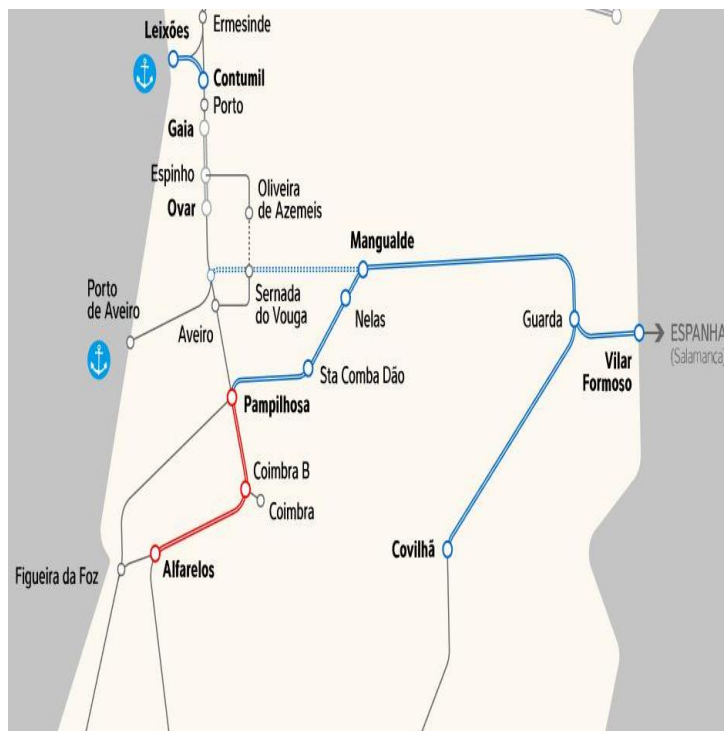 Ermesinde
Leixões
Contumil
Porto
Gaia
Espinho
Oliveira
de Azemeis
Ovar
Mangualde
Porto
de Aveiro
Sernada
do Vouga
Nelas
Aveiro
Guarda
ESPANHA
(Salamanca)
Vilar
Formoso
Sta Comba Dão
Pampilhosa
Coimbra B
Coimbra
Covilhã
Figueira da Foz
Alfarelos